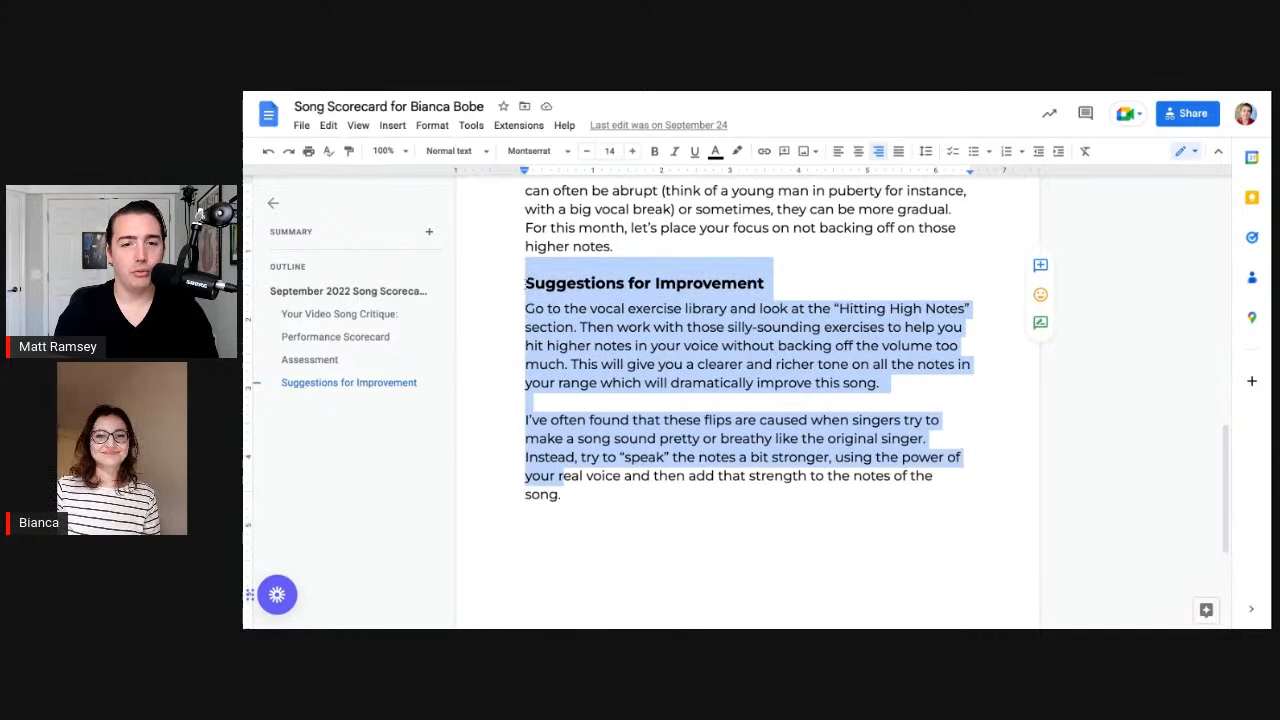 Song Scorecard for Bianca Bobe
File Edit View Insert Format Tools Extensions Help Last edit was on September 24
Share
100% Normal text Montserrat − 14 + B I U A
1 1 2 3 4 5 6 7
SUMMARY +
OUTLINE
September 2022 Song Scoreca...
Your Video Song Critique:
Performance Scorecard
Assessment
Suggestions for Improvement
can often be abrupt (think of a young man in puberty for instance,
with a big vocal break) or sometimes, they can be more gradual.
For this month, let's place your focus on not backing off on those
higher notes.
Suggestions for Improvement
Go to the vocal exercise library and look at the “Hitting High Notes”
section. Then work with those silly-sounding exercises to help you
hit higher notes in your voice without backing off the volume too
much. This will give you a clearer and richer tone on all the notes in
your range which will dramatically improve this song.
I've often found that these flips are caused when singers try to
make a song sound pretty or breathy like the original singer.
Instead, try to “speak” the notes a bit stronger, using the power of
your real voice and then add that strength to the notes of the
song.
Matt Ramsey
Bianca